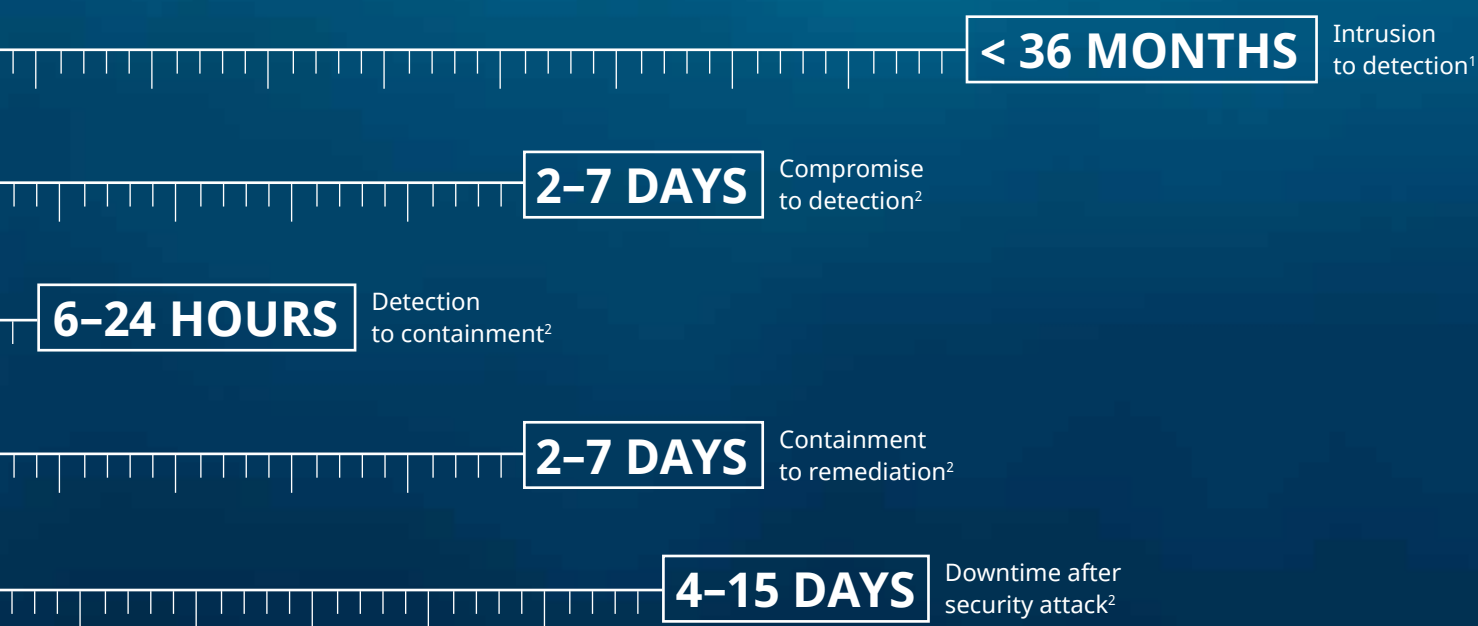 < 36 MONTHS
Intrusion
to detection¹
2–7 DAYS
Compromise
to detection²
6–24 HOURS
Detection
to containment²
2–7 DAYS
Containment
to remediation²
4–15 DAYS
Downtime after
security attack²